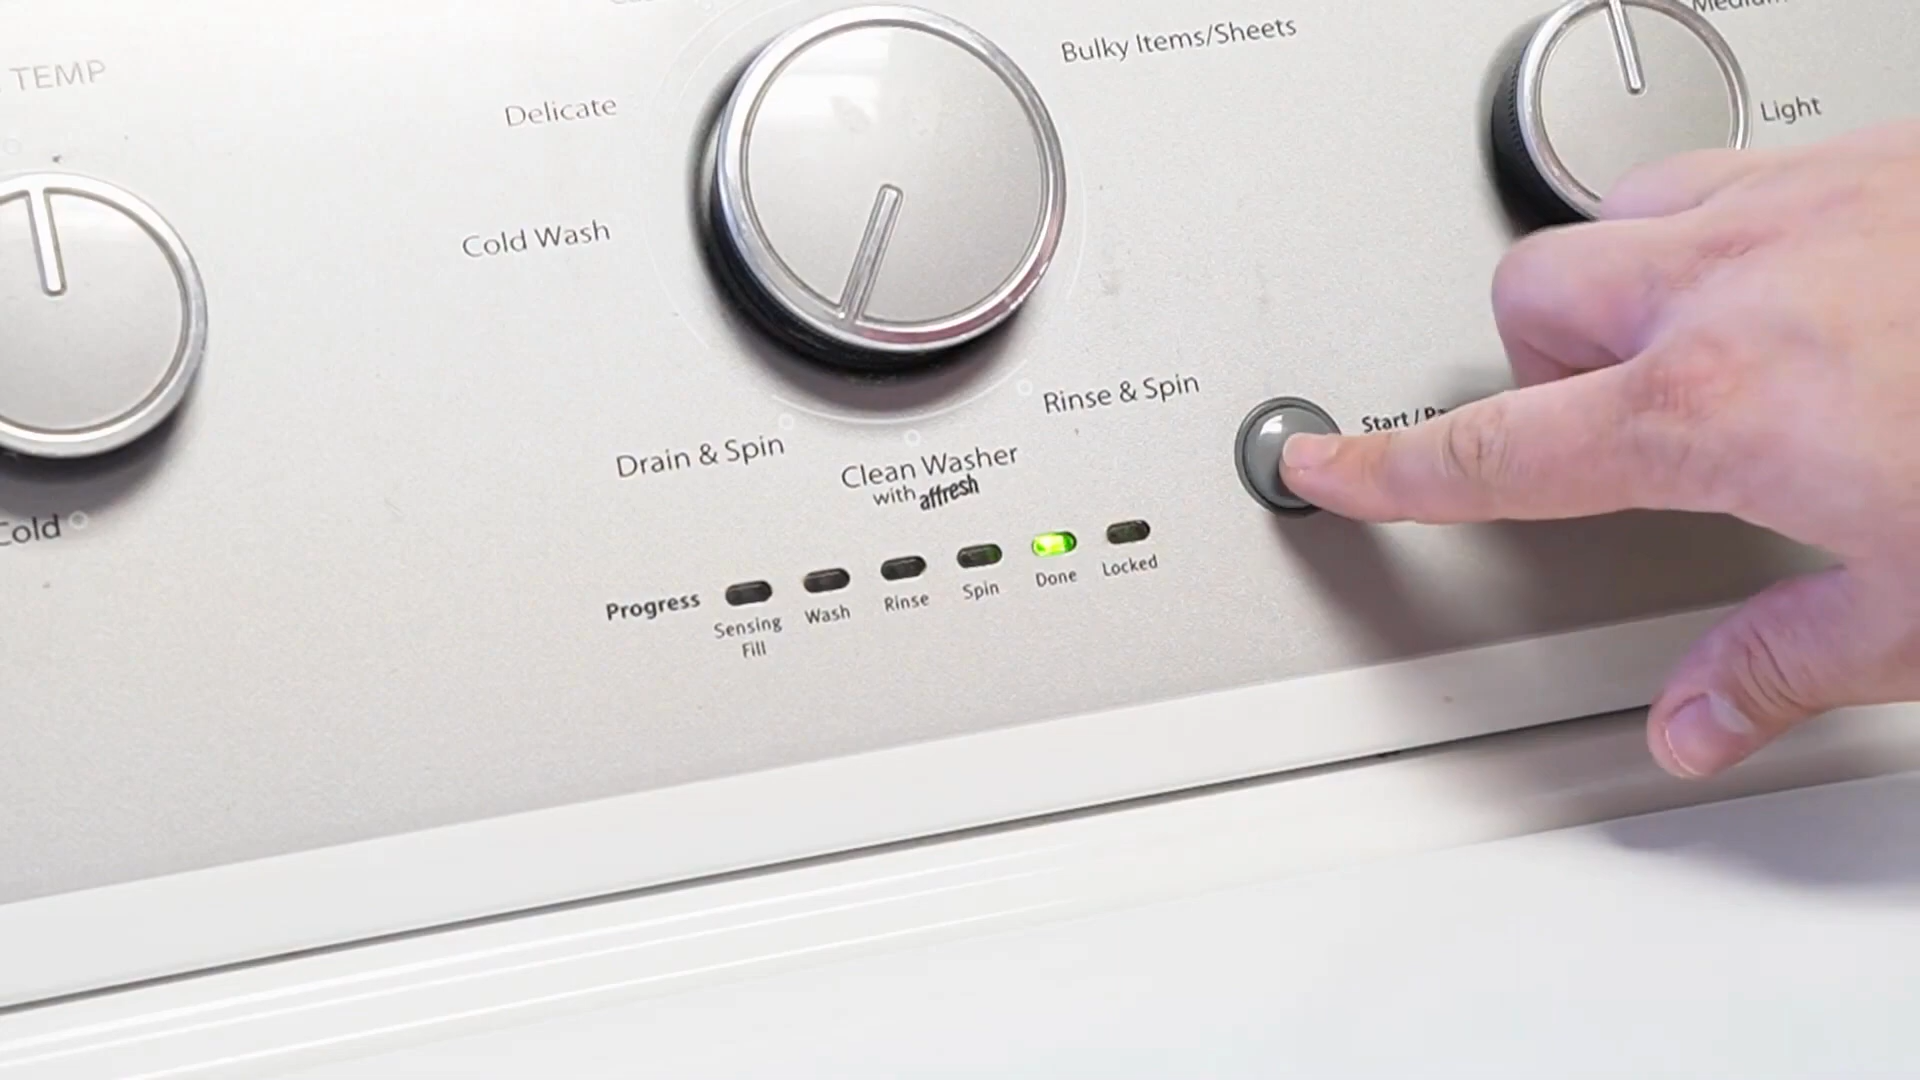 TEMP
Cold
Delicate
Cold Wash
Drain & Spin
Clean Washer
with affresh
Rinse & Spin
Bulky Items/Sheets
Light
Start /
Progress
Sensing
Fill
Wash
Rinse
Spin
Done
Locked